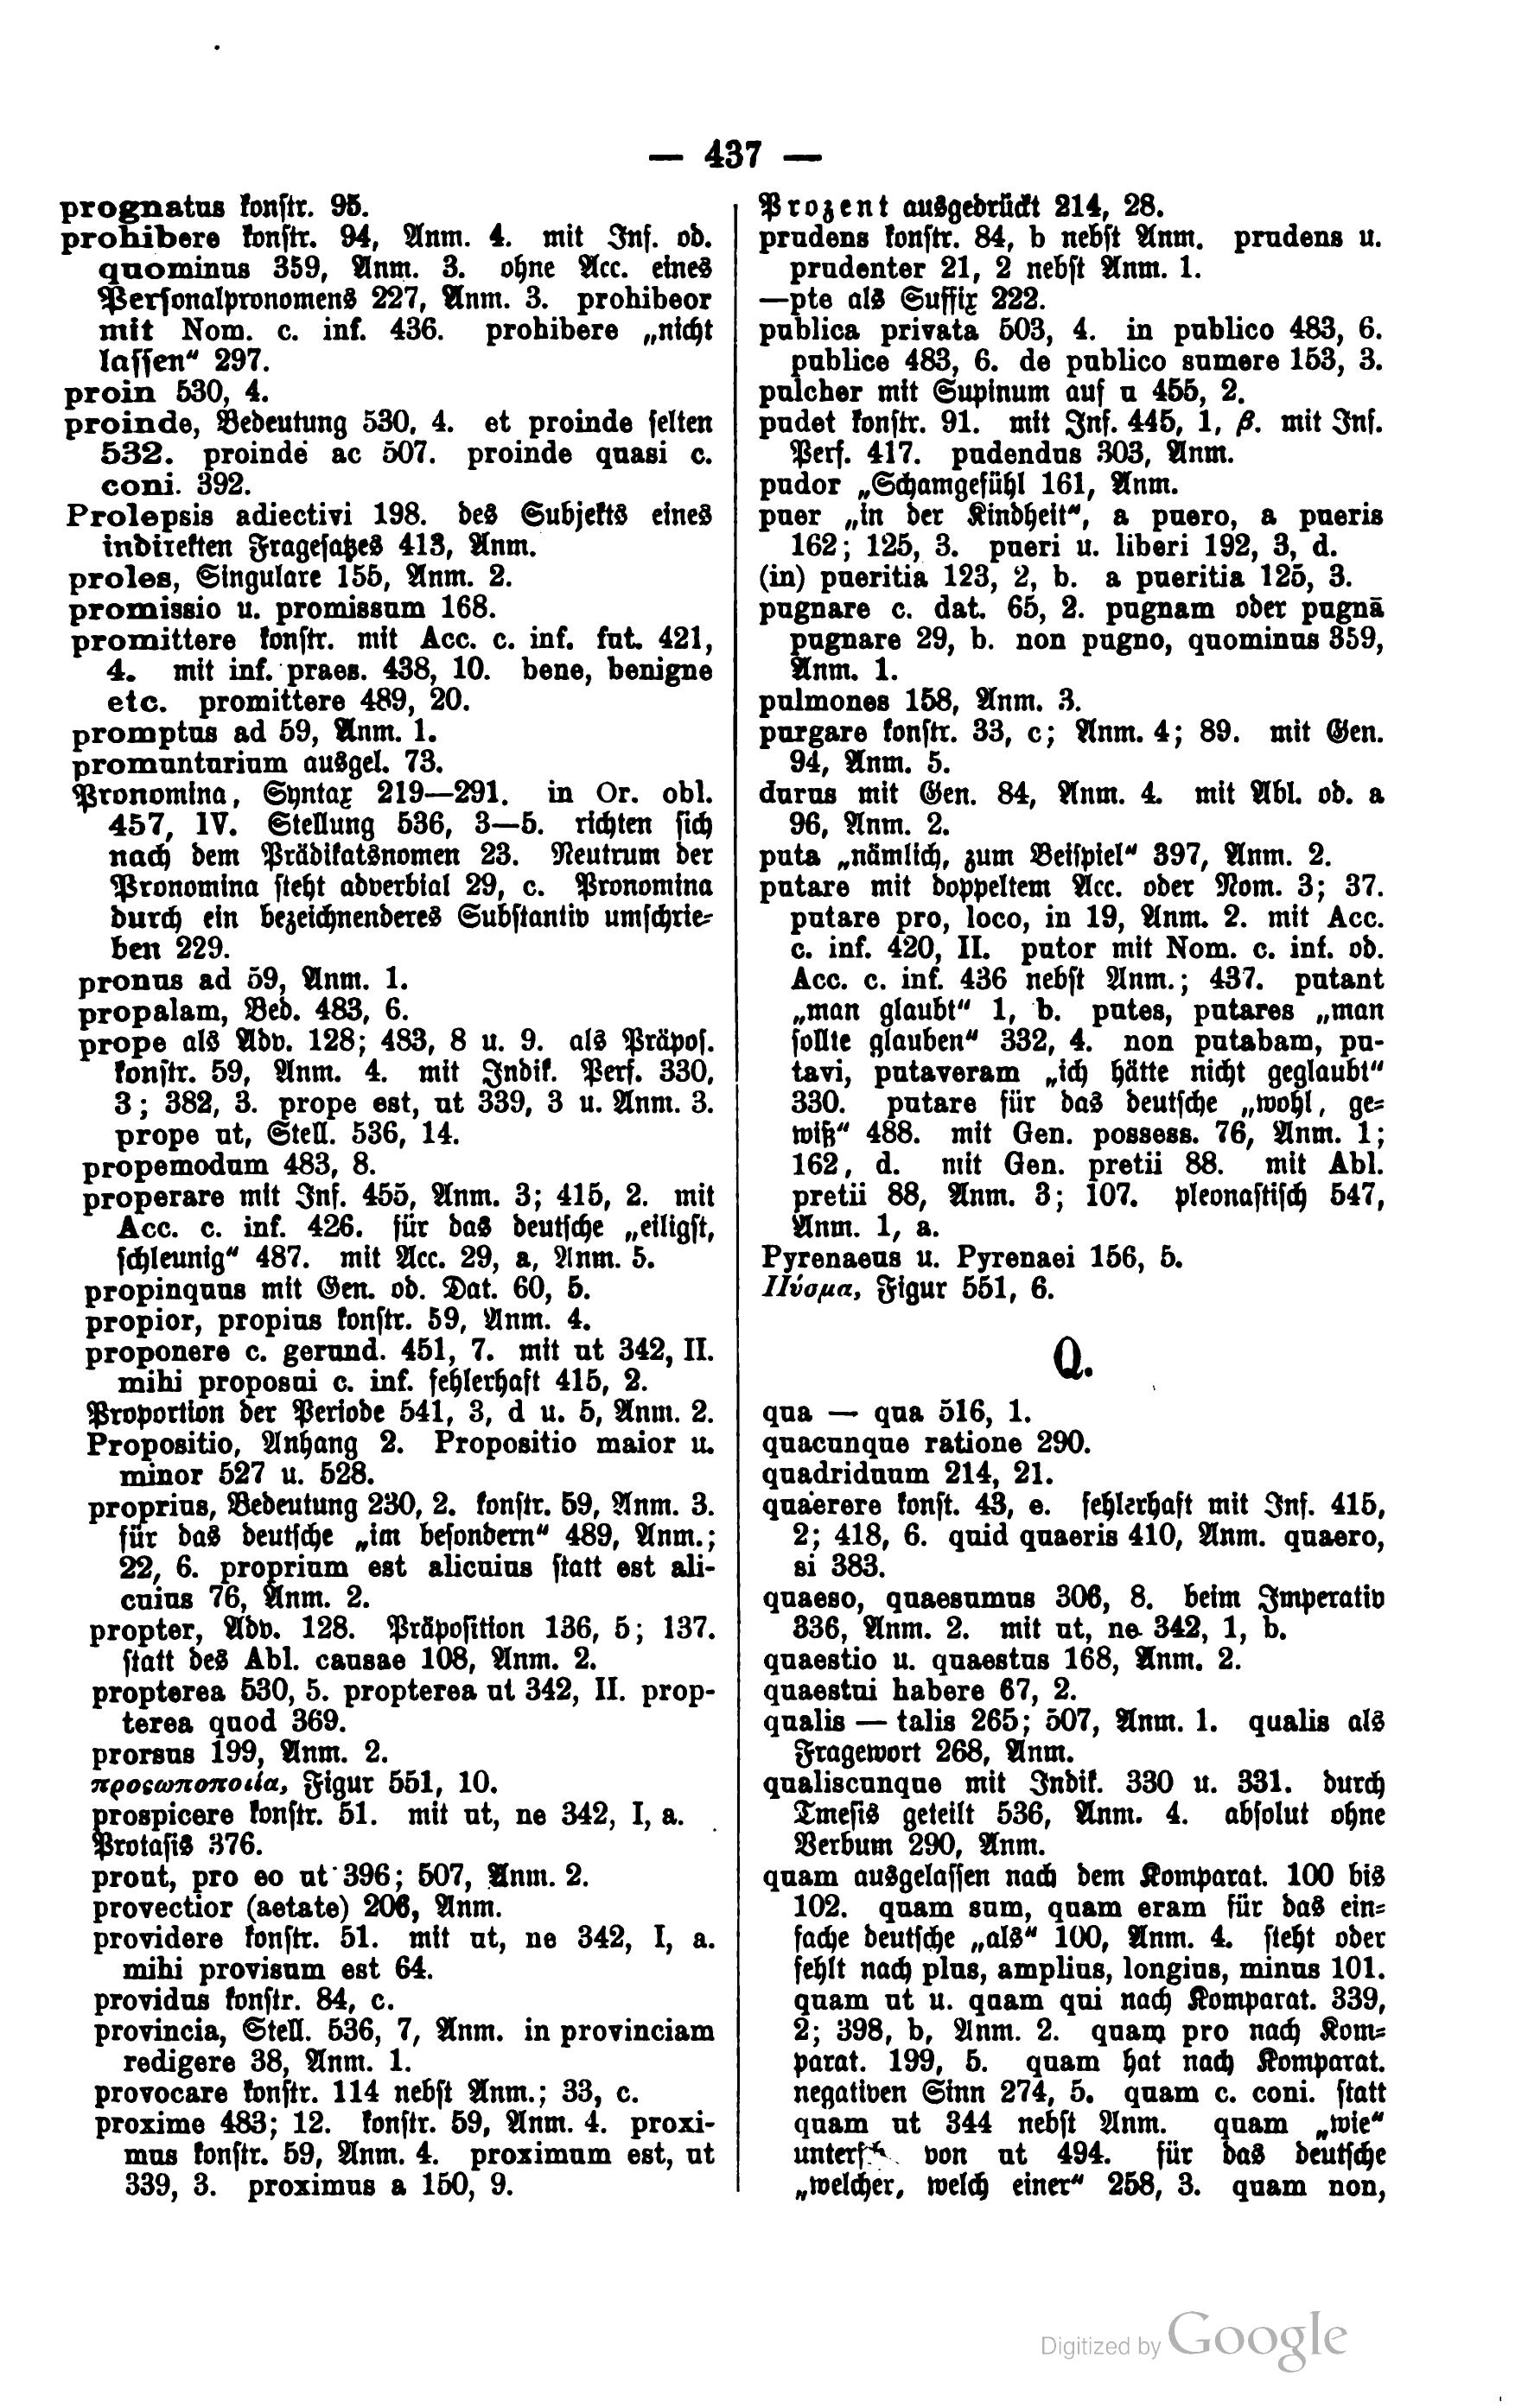 — 437 —
prognatus konstr. 95.
prohibere konstr. 94, Anm. 4. mit Inf. od.
quominus 359, Anm. 3. ohne Acc. eines
Personalpronomens 227, Anm. 3. prohibeor
mit Nom. c. inf. 436. prohibere „nicht
lassen“ 297.
proin 530, 4.
proinde, Bedeutung 530, 4. et proinde selten
532. proinde ac 507. proinde quasi c.
coni. 392.
Prolepsis adiectivi 198. des Subjekts eines
indirekten Fragesatzes 413, Anm.
proles, Singulare 155, Anm. 2.
promissio u. promissum 168.
promittere konstr. mit Acc. c. inf. fut. 421,
4. mit inf. praes. 438, 10. bene, benigne
etc. promittere 489, 20.
promptus ad 59, Anm. 1.
promunturium ausgel. 73.
Pronomina, Syntax 219—291. in Or. obl.
457, IV. Stellung 536, 3—5. richten sich
nach dem Prädikatsnomen 23. Neutrum der
Pronomina steht adverbial 29, c. Pronomina
durch ein bezeichnenderes Substantiv umschrie-
ben 229.
pronus ad 59, Anm. 1.
propalam, Bed. 483, 6.
prope als Adv. 128; 483, 8 u. 9. als Präpos.
konstr. 59, Anm. 4. mit Indik. Perf. 330,
3; 382, 3. prope est, ut 339, 3 u. Anm. 3.
prope ut, Stell. 536, 14.
propemodum 483, 8.
properare mit Inf. 455, Anm. 3; 415, 2. mit
Acc. c. inf. 426. für das deutsche „eiligst,
schleunig“ 487. mit Acc. 29, a, Anm. 5.
propinquus mit Gen. od. Dat. 60, 5.
propior, propius konstr. 59, Anm. 4.
proponere c. gerund. 451, 7. mit ut 342, II.
mihi proposui c. inf. fehlerhaft 415, 2.
Proportion der Periode 541, 3, d u. 5, Anm. 2.
Propositio, Anhang 2. Propositio maior u.
minor 527 u. 528.
proprius, Bedeutung 230, 2. konstr. 59, Anm. 3.
für das deutsche „im besondern“ 489, Anm.;
22, 6. proprium est alicuius statt est ali-
cuius 76, Anm. 2.
propter, Adv. 128. Präposition 136, 5; 137.
statt des Abl. causae 108, Anm. 2.
propterea 530, 5. propterea ut 342, II. prop-
terea quod 369.
prorsus 199, Anm. 2.
προςωποποιία, Figur 551, 10.
prospicere konstr. 51. mit ut, ne 342, I, a.
Protasis 376.
prout, pro eo ut 396; 507, Anm. 2.
provectior (aetate) 206, Anm.
providere konstr. 51. mit ut, ne 342, I, a.
mihi provisum est 64.
providus konstr. 84, c.
provincia, Stell. 536, 7, Anm. in provinciam
redigere 38, Anm. 1.
provocare konstr. 114 nebst Anm.; 33, c.
proxime 483; 12. konstr. 59, Anm. 4. proxi-
mus konstr. 59, Anm. 4. proximum est, ut
339, 3. proximus a 150, 9.
Prozent ausgedrückt 214, 28.
prudens konstr. 84, b nebst Anm. prudens u.
prudenter 21, 2 nebst Anm. 1.
—pte als Suffix 222.
publica privata 503, 4. in publico 483, 6.
publice 483, 6. de publico sumere 153, 3.
pulcher mit Supinum auf u 455, 2.
pudet konstr. 91. mit Inf. 445, 1, β. mit Inf.
Perf. 417. pudendus 303, Anm.
pudor „Schamgefühl 161, Anm.
puer „in der Kindheit“, a puero, a pueris
162; 125, 3. pueri u. liberi 192, 3, d.
(in) pueritia 123, 2, b. a pueritia 125, 3.
pugnare c. dat. 65, 2. pugnam oder pugnā
pugnare 29, b. non pugno, quominus 359,
Anm. 1.
pulmones 158, Anm. 3.
purgare konstr. 33, c; Anm. 4; 89. mit Gen.
94, Anm. 5.
durus mit Gen. 84, Anm. 4. mit Abl. od. a
96, Anm. 2.
puta „nämlich, zum Beispiel“ 397, Anm. 2.
putare mit doppeltem Acc. oder Nom. 3; 37.
putare pro, loco, in 19, Anm. 2. mit Acc.
c. inf. 420, II. putor mit Nom. c. inf. od.
Acc. c. inf. 436 nebst Anm.; 437. putant
„man glaubt“ 1, b. putes, putares „man
sollte glauben“ 332, 4. non putabam, pu-
tavi, putaveram „ich hätte nicht geglaubt“
330. putare für das deutsche „wohl, ge-
wiß“ 488. mit Gen. possess. 76, Anm. 1;
162, d. mit Gen. pretii 88. mit Abl.
pretii 88, Anm. 3; 107. pleonastisch 547,
Anm. 1, a.
Pyrenaeus u. Pyrenaei 156, 5.
Πύσμα, Figur 551, 6.
Q.
qua — qua 516, 1.
quacunque ratione 290.
quadriduum 214, 21.
quaerere konst. 43, e. fehlerhaft mit Inf. 415,
2; 418, 6. quid quaeris 410, Anm. quaero,
si 383.
quaeso, quaesumus 306, 8. beim Imperativ
336, Anm. 2. mit ut, ne 342, 1, b.
quaestio u. quaestus 168, Anm. 2.
quaestui habere 67, 2.
qualis — talis 265; 507, Anm. 1. qualis als
Fragewort 268, Anm.
qualiscunque mit Indik. 330 u. 331. durch
Tmesis geteilt 536, Anm. 4. absolut ohne
Verbum 290, Anm.
quam ausgelassen nach dem Komparat. 100 bis
102. quam sum, quam eram für das ein-
fache deutsche „als“ 100, Anm. 4. steht oder
fehlt nach plus, amplius, longius, minus 101.
quam ut u. quam qui nach Komparat. 339,
2; 398, b, Anm. 2. quam pro nach Kom-
parat. 199, 5. quam hat nach Komparat.
negativen Sinn 274, 5. quam c. coni. statt
quam ut 344 nebst Anm. quam „wie“
von ut 494. für das deutsche
„welcher, welch einer“ 258, 3. quam non,
Digitized by Google